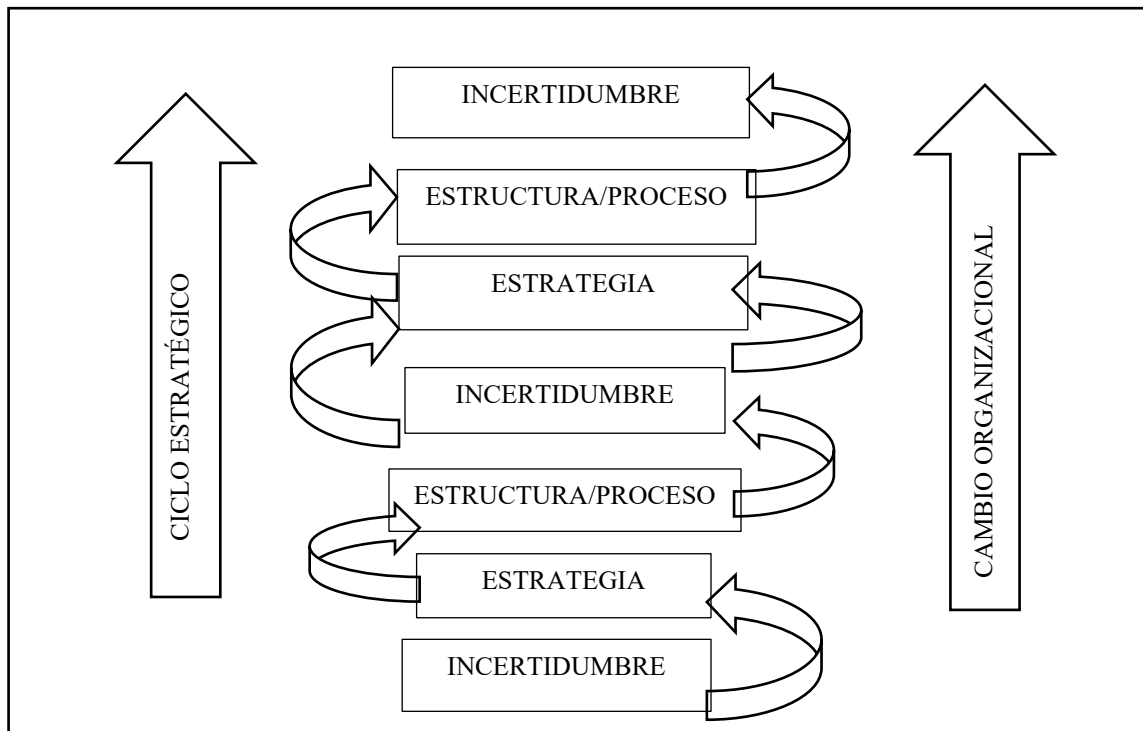 INCERTIDUMBRE
ESTRUCTURA/PROCESO
ESTRATEGIA
INCERTIDUMBRE
ESTRUCTURA/PROCESO
ESTRATEGIA
INCERTIDUMBRE
CICLO ESTRATÉGICO
CAMBIO ORGANIZACIONAL